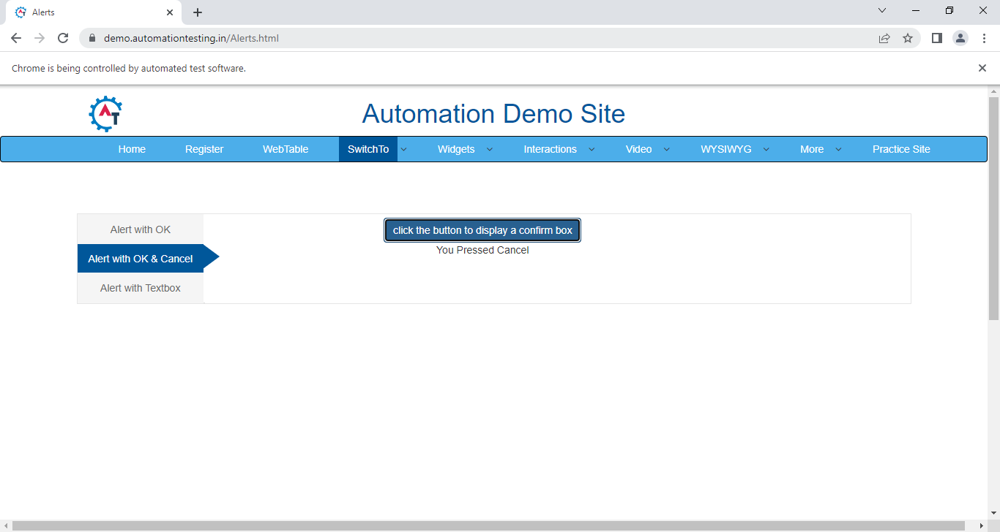 Alerts
demo.automationtesting.in/Alerts.html
Chrome is being controlled by automated test software.
AT
Automation Demo Site
Home Register WebTable SwitchTo Widgets Interactions Video WYSIWYG More Practice Site
Alert with OK
click the button to display a confirm box
You Pressed Cancel
Alert with OK & Cancel
Alert with Textbox